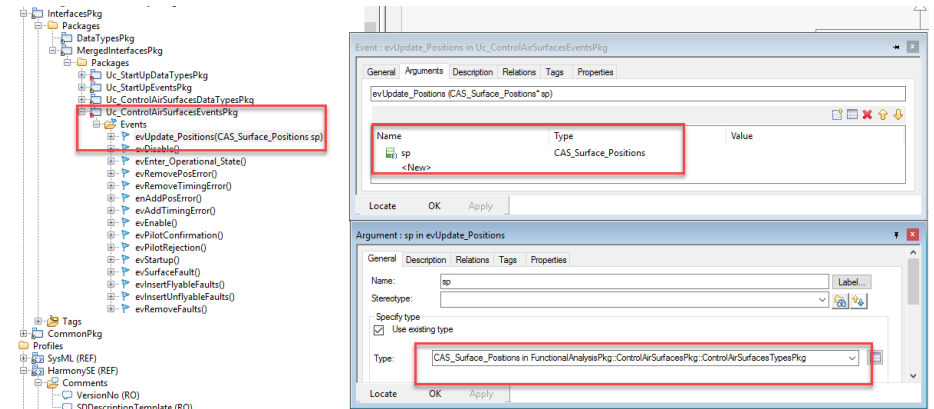 InterfacesPkg
Packages
DataTypesPkg
MergedInterfacesPkg
Packages
Uc_StartUpDataTypesPkg
Uc_StartUpEventsPkg
Uc_ControlAirSurfacesDataTypesPkg
Uc_ControlAirSurfacesEventsPkg
Events
evUpdate_Positions(CAS_Surface_Positions sp)
evDisable()
evEnter_Operational_State()
evRemovePosError()
evRemoveTimingError()
enAddPosError()
evAddTimingError()
evEnable()
evPilotConfirmation()
evPilotRejection()
evStartup()
evSurfaceFault()
evInsertFlyableFaults()
evInsertUnflyableFaults()
evRemoveFaults()
Tags
CommonPkg
Profiles
SysML (REF)
HarmonySE (REF)
Comments
VersionNo (RO)
SDDescriptionTemplate (RO)
Event : evUpdate_Positions in Uc_ControlAirSurfacesEventsPkg
General Arguments Description Relations Tags Properties
evUpdate_Positions (CAS_Surface_Positions* sp)
Name Type Value
sp CAS_Surface_Positions
<New>
Locate OK Apply
Argument : sp in evUpdate_Positions
General Description Relations Tags Properties
Name: sp Label...
Stereotype:
Specify type
Use existing type
Type: CAS_Surface_Positions in FunctionalAnalysisPkg::ControlAirSurfacesPkg::ControlAirSurfacesTypesPkg
Locate OK Apply